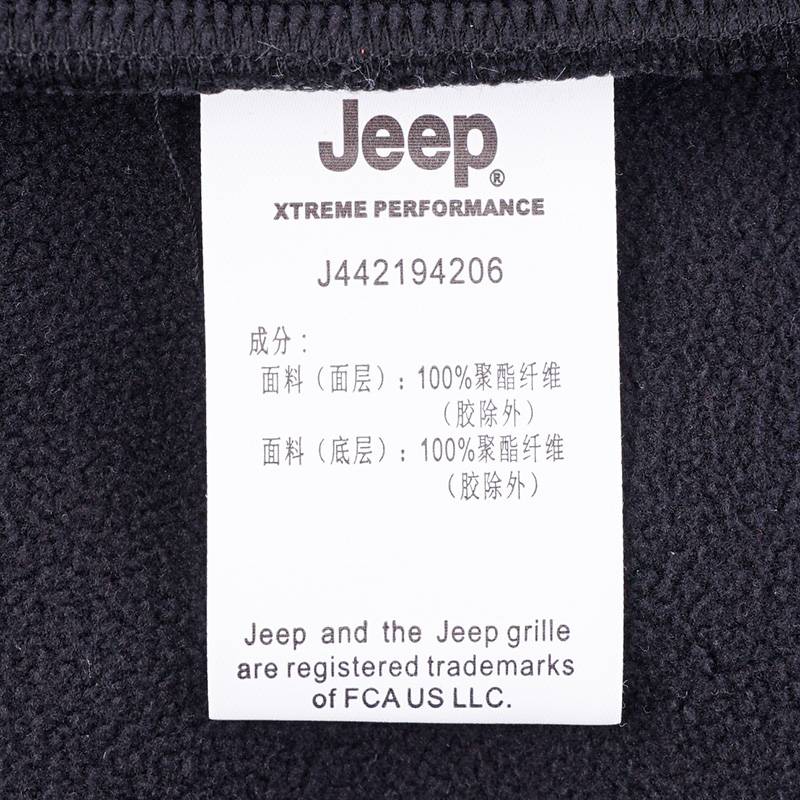 Jeep®
XTREME PERFORMANCE
J442194206
成分：
面料（面层）：100%聚酯纤维
（胶除外）
面料（底层）：100%聚酯纤维
（胶除外）
Jeep and the Jeep grille
are registered trademarks
of FCA US LLC.